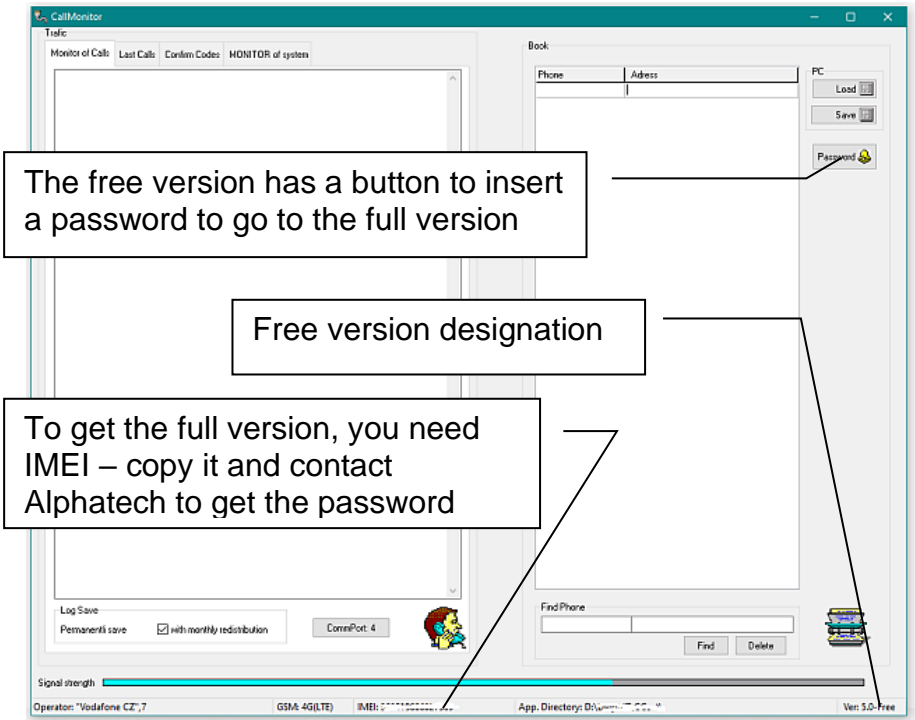 CallMonitor
Trafic
Monitor of Calls Last Calls Confirm Codes MONITOR of system
Book
Phone Adress
PC
Load
Save
Password
The free version has a button to insert
a password to go to the full version
Free version designation
To get the full version, you need
IMEI – copy it and contact
Alphatech to get the password
Log Save
Permanentli save with monthly redistribution
CommPort 4
Find Phone
Find Delete
Signal strength
Operator: "Vodafone CZ",7 GSM: 4G(LTE) IMEI: App. Directory: D:\ Ver: 5.0-Free